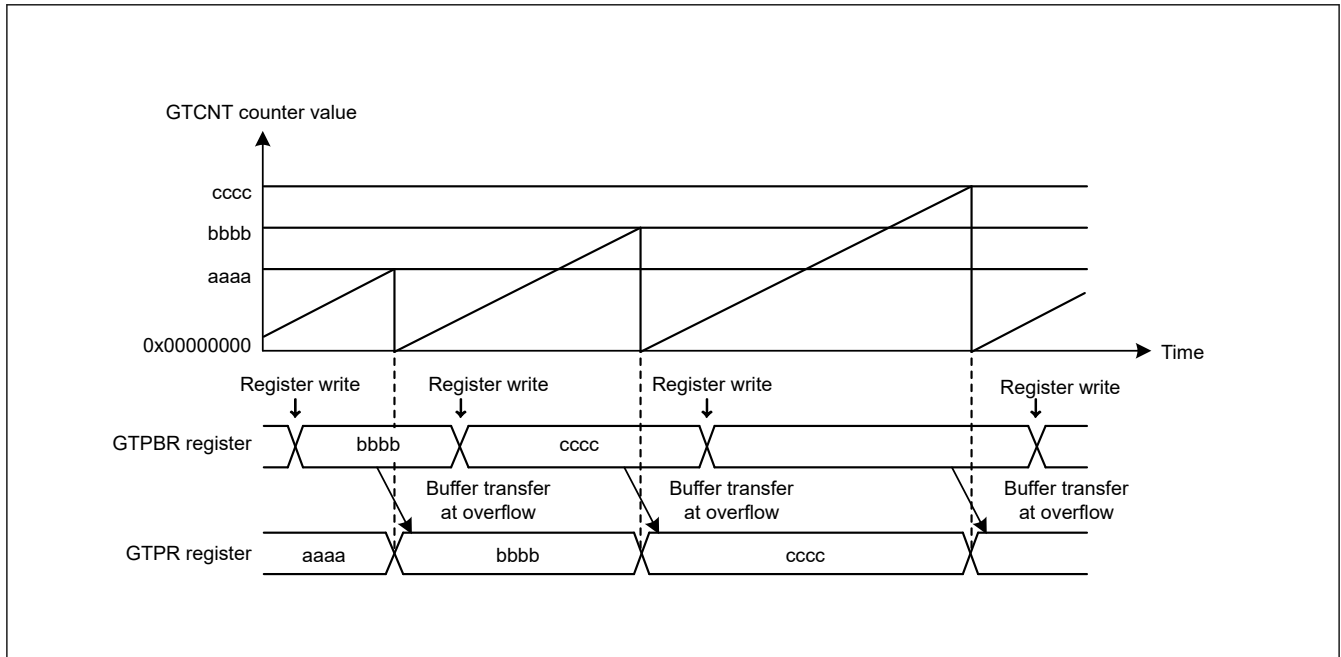 GTCNT counter value
cccc
bbbb
aaaa
0x00000000
Time
Register write
Register write
Register write
Register write
GTPBR register
bbbb
cccc
Buffer transfer
at overflow
Buffer transfer
at overflow
Buffer transfer
at overflow
GTPR register
aaaa
bbbb
cccc